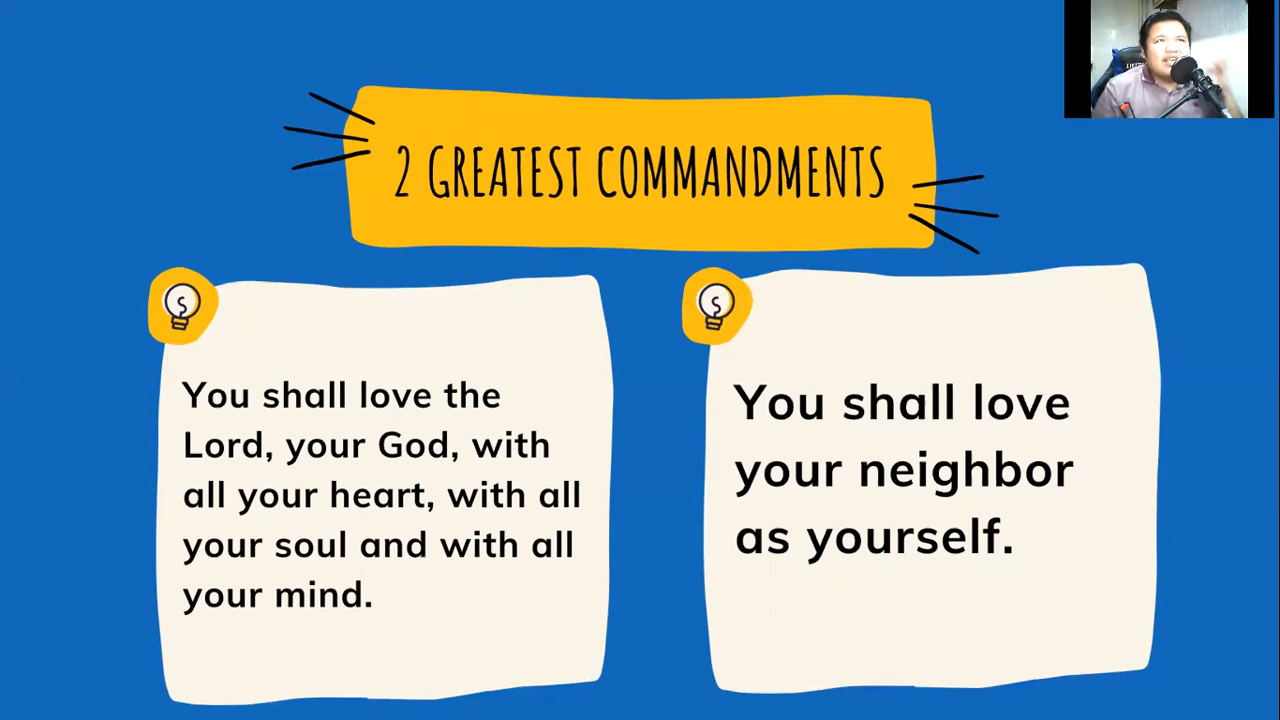 2 GREATEST COMMANDMENTS
You shall love the
Lord, your God, with
all your heart, with all
your soul and with all
your mind.
You shall love
your neighbor
as yourself.